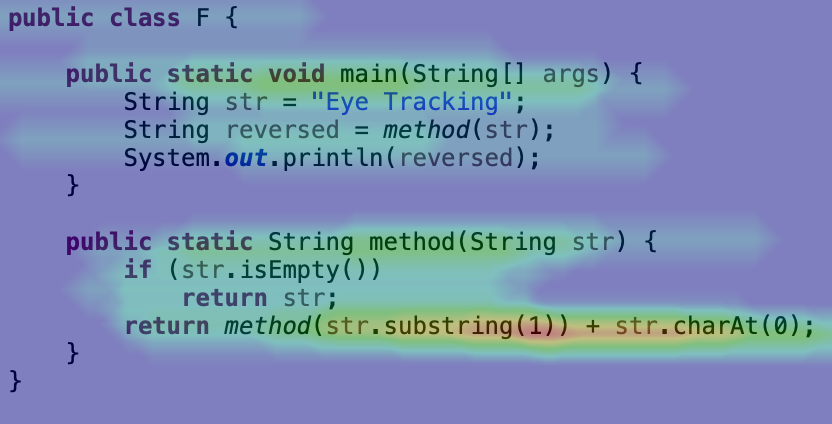 public class F {
public static void main(String[] args) {
String str = "Eye Tracking";
String reversed = method(str);
System.out.println(reversed);
}
public static String method(String str) {
if (str.isEmpty())
return str;
return method(str.substring(1)) + str.charAt(0);
}
}